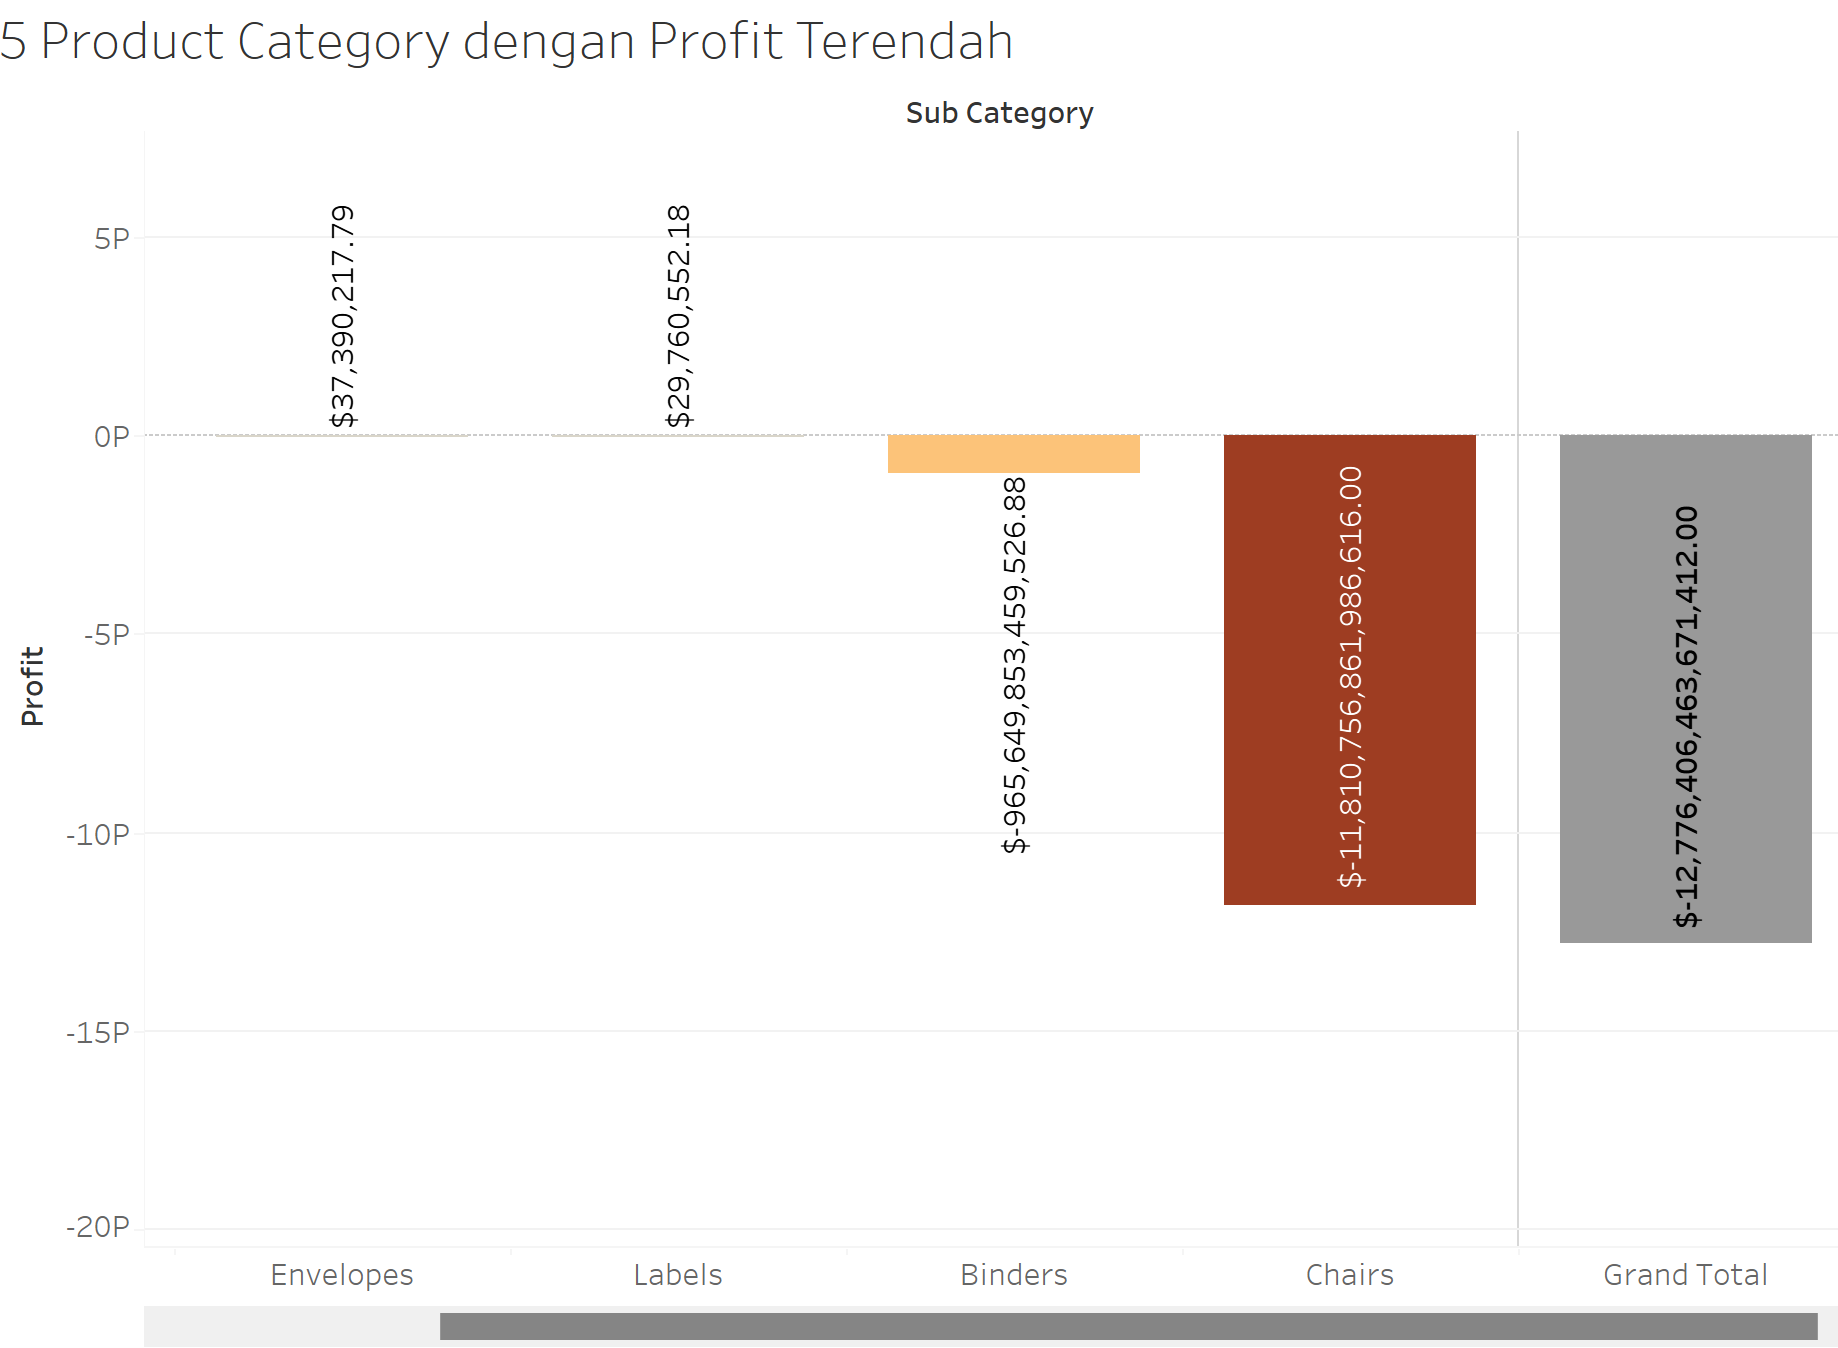 5 Product Category dengan Profit Terendah
Sub Category
Profit
5P
0P
-5P
-10P
-15P
-20P
$37,390,217.79
$29,760,552.18
$-965,649,853,459,526.88
$-11,810,756,861,986,616.00
$-12,776,406,463,671,412.00
Envelopes
Labels
Binders
Chairs
Grand Total